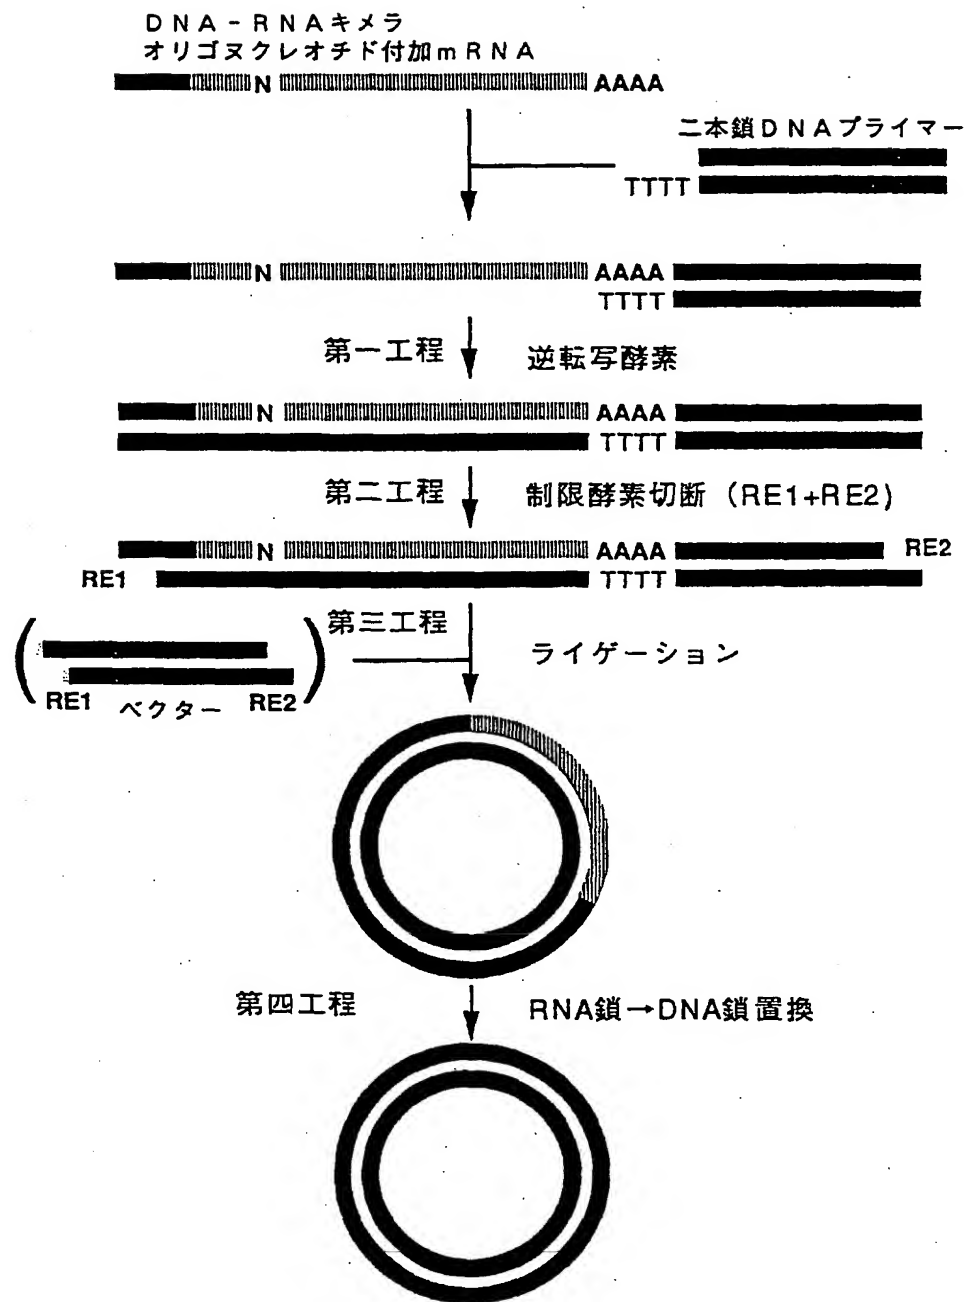 DNA-RNAキメラ
オリゴヌクレオチド付加mRNA
N AAAA
二本鎖DNAプライマー
TTTT
N AAAA
TTTT
第一工程 逆転写酵素
N AAAA
TTTT
第二工程 制限酵素切断 (RE1+RE2)
N AAAA RE2
RE1 TTTT
第三工程
ライゲーション
RE1 ベクター RE2
第四工程 RNA鎖→DNA鎖置換